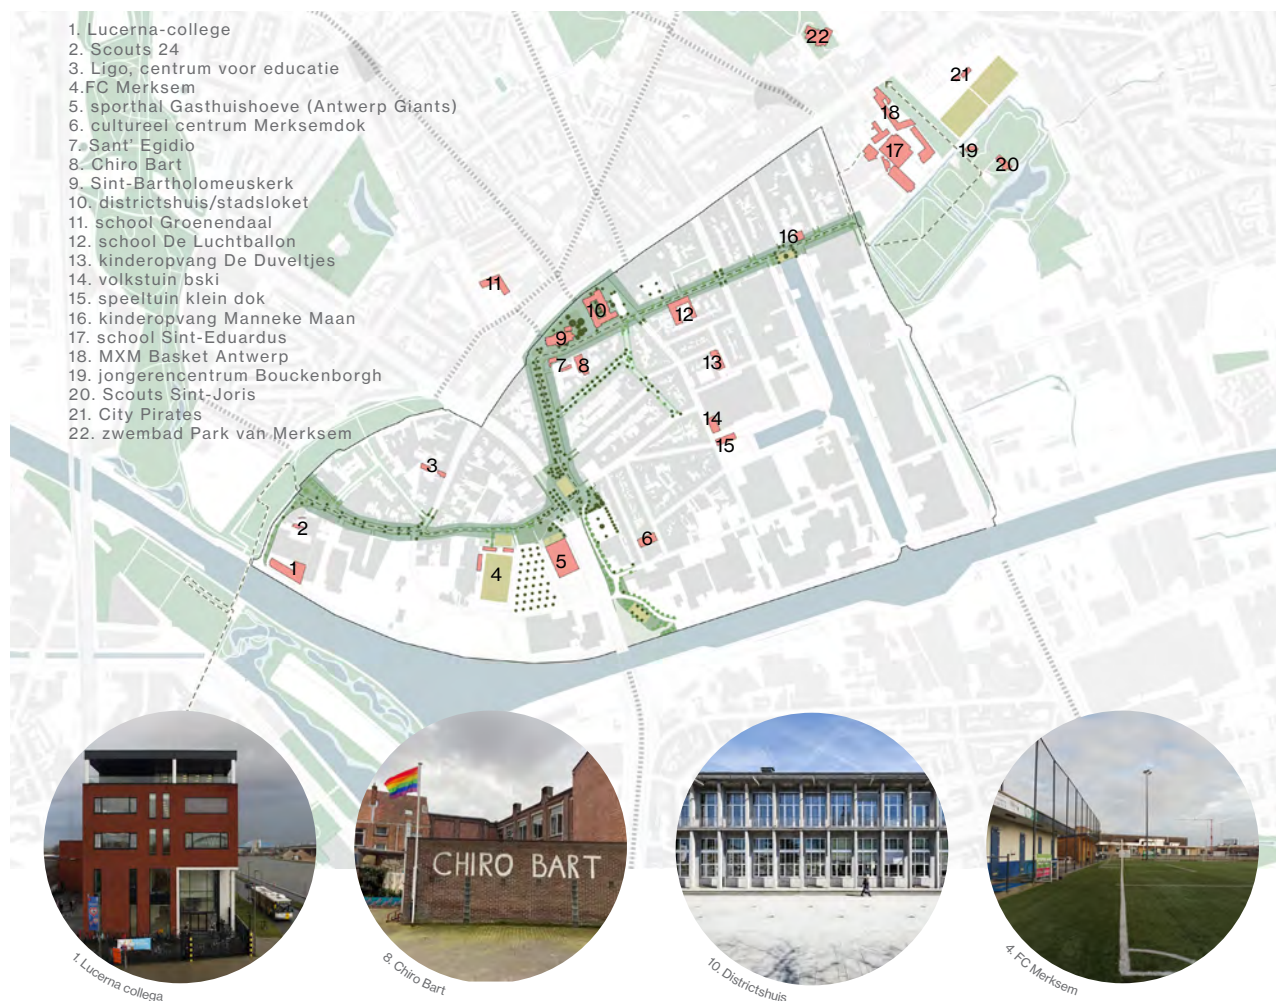 1. Lucerna-college
2. Scouts 24
3. Ligo, centrum voor educatie
4.FC Merksem
5. sporthal Gasthuishoeve (Antwerp Giants)
6. cultureel centrum Merksemdok
7. Sant' Egidio
8. Chiro Bart
9. Sint-Bartholomeuskerk
10. districtshuis/stadsloket
11. school Groenendaal
12. school De Luchtballon
13. kinderopvang De Duveltjes
14. volkstuin bski
15. speeltuin klein dok
16. kinderopvang Manneke Maan
17. school Sint-Eduardus
18. MXM Basket Antwerp
19. jongerencentrum Bouckenborgh
20. Scouts Sint-Joris
21. City Pirates
22. zwembad Park van Merksem
22
21
18
17
19
20
16
11
10
12
9
7
8
13
14
15
3
2
6
1
4
5
CHIRO BART
1. Lucerna collega
8. Chiro Bart
10. Districtshuis
4. FC Merksem